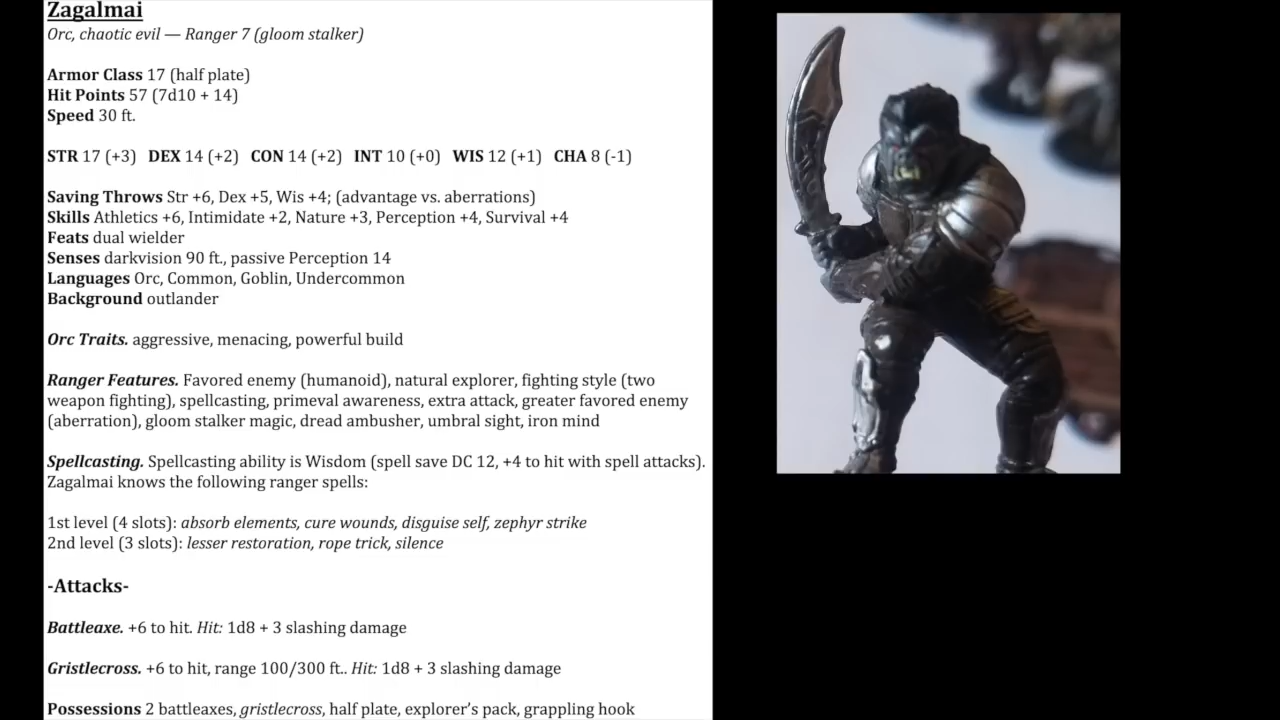 Zagalmai
Orc, chaotic evil — Ranger 7 (gloom stalker)
Armor Class 17 (half plate)
Hit Points 57 (7d10 + 14)
Speed 30 ft.
STR 17 (+3) DEX 14 (+2) CON 14 (+2) INT 10 (+0) WIS 12 (+1) CHA 8 (-1)
Saving Throws Str +6, Dex +5, Wis +4; (advantage vs. aberrations)
Skills Athletics +6, Intimidate +2, Nature +3, Perception +4, Survival +4
Feats dual wielder
Senses darkvision 90 ft., passive Perception 14
Languages Orc, Common, Goblin, Undercommon
Background outlander
Orc Traits. aggressive, menacing, powerful build
Ranger Features. Favored enemy (humanoid), natural explorer, fighting style (two
weapon fighting), spellcasting, primeval awareness, extra attack, greater favored enemy
(aberration), gloom stalker magic, dread ambusher, umbral sight, iron mind
Spellcasting. Spellcasting ability is Wisdom (spell save DC 12, +4 to hit with spell attacks).
Zagalmai knows the following ranger spells:
1st level (4 slots): absorb elements, cure wounds, disguise self, zephyr strike
2nd level (3 slots): lesser restoration, rope trick, silence
-Attacks-
Battleaxe. +6 to hit. Hit: 1d8 + 3 slashing damage
Gristlecross. +6 to hit, range 100/300 ft.. Hit: 1d8 + 3 slashing damage
Possessions 2 battleaxes, gristlecross, half plate, explorer's pack, grappling hook